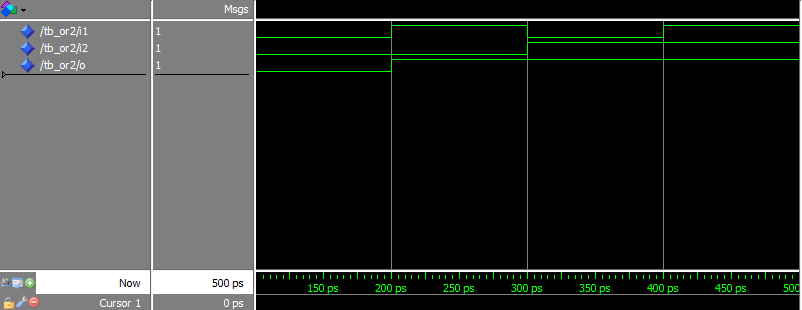 Msgs
/tb_or2/i1 1
/tb_or2/i2 1
/tb_or2/o 1
Now 500 ps 150 ps 200 ps 250 ps 300 ps 350 ps 400 ps 450 ps 500
Cursor 1 0 ps